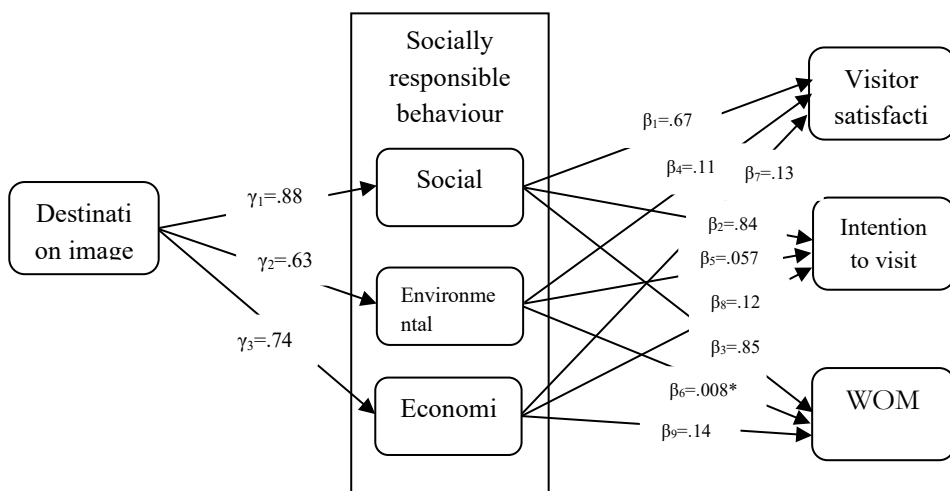 Socially
responsible
behaviour
Destinati
on image
γ₁=.88
γ₂=.63
γ₃=.74
Social
Environme
ntal
Economi
β₁=.67
β₄=.11
β₇=.13
β₂=.84
β₅=.057
β₈=.12
β₃=.85
β₆=.008*
β₉=.14
Visitor
satisfacti
Intention
to visit
WOM